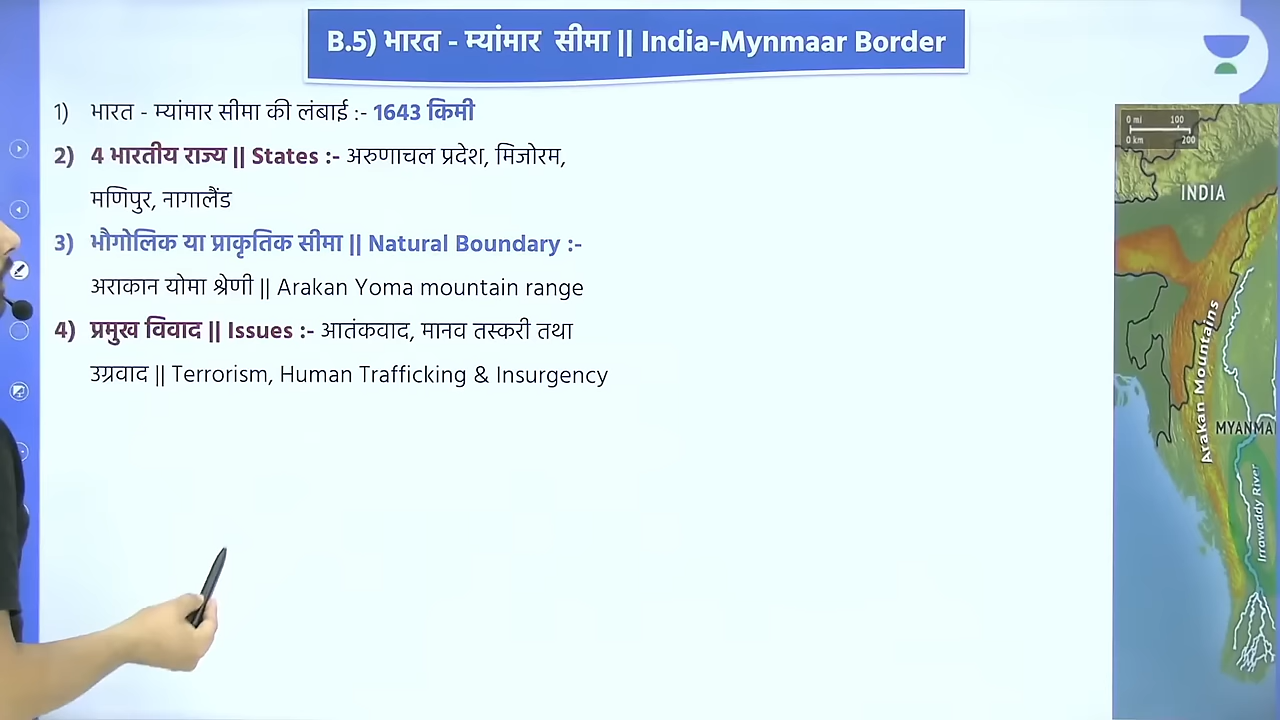 B.5) भारत - म्यांमार सीमा || India-Mynmaar Border
1) भारत - म्यांमार सीमा की लंबाई :- 1643 किमी
2) 4 भारतीय राज्य || States :- अरुणाचल प्रदेश, मिजोरम,
मणिपुर, नागालैंड
3) भौगोलिक या प्राकृतिक सीमा || Natural Boundary :-
अराकान योमा श्रेणी || Arakan Yoma mountain range
4) प्रमुख विवाद || Issues :- आतंकवाद, मानव तस्करी तथा
उग्रवाद || Terrorism, Human Trafficking & Insurgency
0 mi 100
0 km 200
INDIA
Arakan Mountains
MYANMA
Irrawaddy River